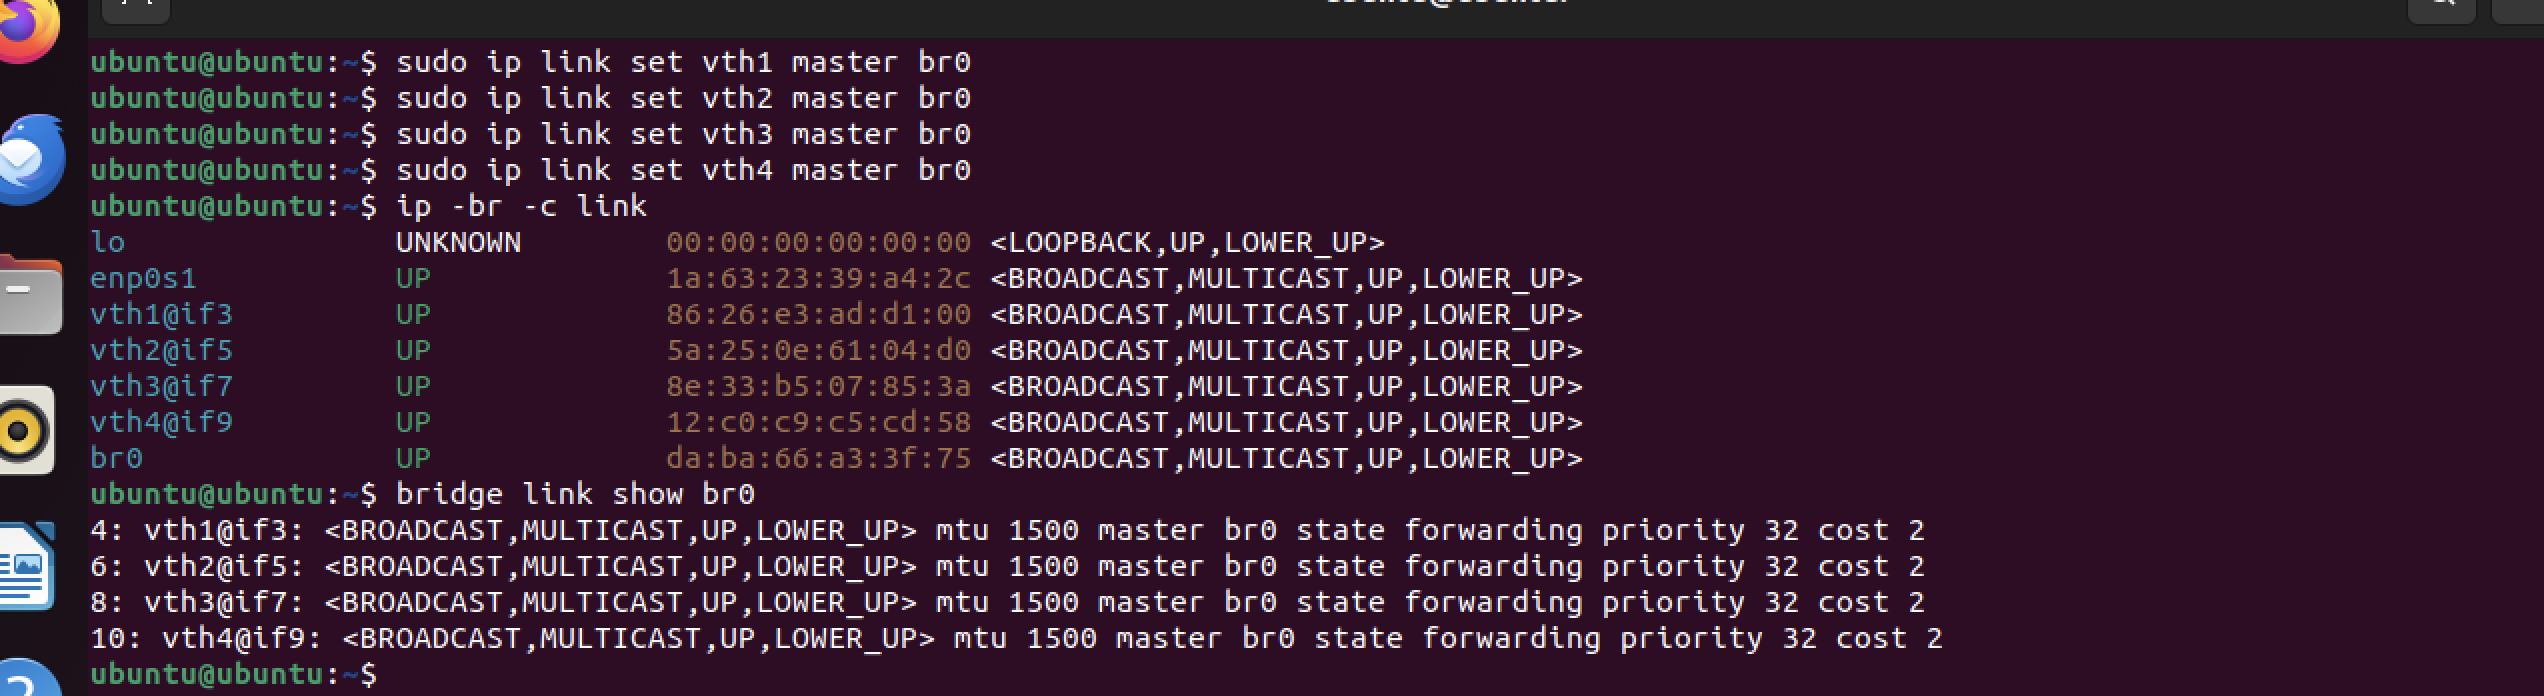 ubuntu@ubuntu:~$ sudo ip link set vth1 master br0
ubuntu@ubuntu:~$ sudo ip link set vth2 master br0
ubuntu@ubuntu:~$ sudo ip link set vth3 master br0
ubuntu@ubuntu:~$ sudo ip link set vth4 master br0
ubuntu@ubuntu:~$ ip -br -c link
lo UNKNOWN 00:00:00:00:00:00 <LOOPBACK,UP,LOWER_UP>
enp0s1 UP 1a:63:23:39:a4:2c <BROADCAST,MULTICAST,UP,LOWER_UP>
vth1@if3 UP 86:26:e3:ad:d1:00 <BROADCAST,MULTICAST,UP,LOWER_UP>
vth2@if5 UP 5a:25:0e:61:04:d0 <BROADCAST,MULTICAST,UP,LOWER_UP>
vth3@if7 UP 8e:33:b5:07:85:3a <BROADCAST,MULTICAST,UP,LOWER_UP>
vth4@if9 UP 12:c0:c9:c5:cd:58 <BROADCAST,MULTICAST,UP,LOWER_UP>
br0 UP da:ba:66:a3:3f:75 <BROADCAST,MULTICAST,UP,LOWER_UP>
ubuntu@ubuntu:~$ bridge link show br0
4: vth1@if3: <BROADCAST,MULTICAST,UP,LOWER_UP> mtu 1500 master br0 state forwarding priority 32 cost 2
6: vth2@if5: <BROADCAST,MULTICAST,UP,LOWER_UP> mtu 1500 master br0 state forwarding priority 32 cost 2
8: vth3@if7: <BROADCAST,MULTICAST,UP,LOWER_UP> mtu 1500 master br0 state forwarding priority 32 cost 2
10: vth4@if9: <BROADCAST,MULTICAST,UP,LOWER_UP> mtu 1500 master br0 state forwarding priority 32 cost 2
ubuntu@ubuntu:~$